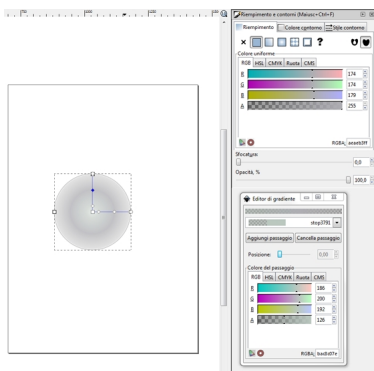 Riempimento e contorni (Maiusc+Ctrl+F)
Riempimento
Colore contorno
Stile contorno
?
Colore uniforme
RGB HSL CMYK Ruota CMS
R 174
G 174
B 179
A 255
RGBA: aeaeb3ff
Sfocatura:
0,0
Opacità, %
100,0
Editor di gradiente
stop3791
Aggiungi passaggio Cancella passaggio
Posizione: 0,00
Colore del passaggio
RGB HSL CMYK Ruota CMS
R 186
G 200
B 192
A 126
RGBA: bac8c07e